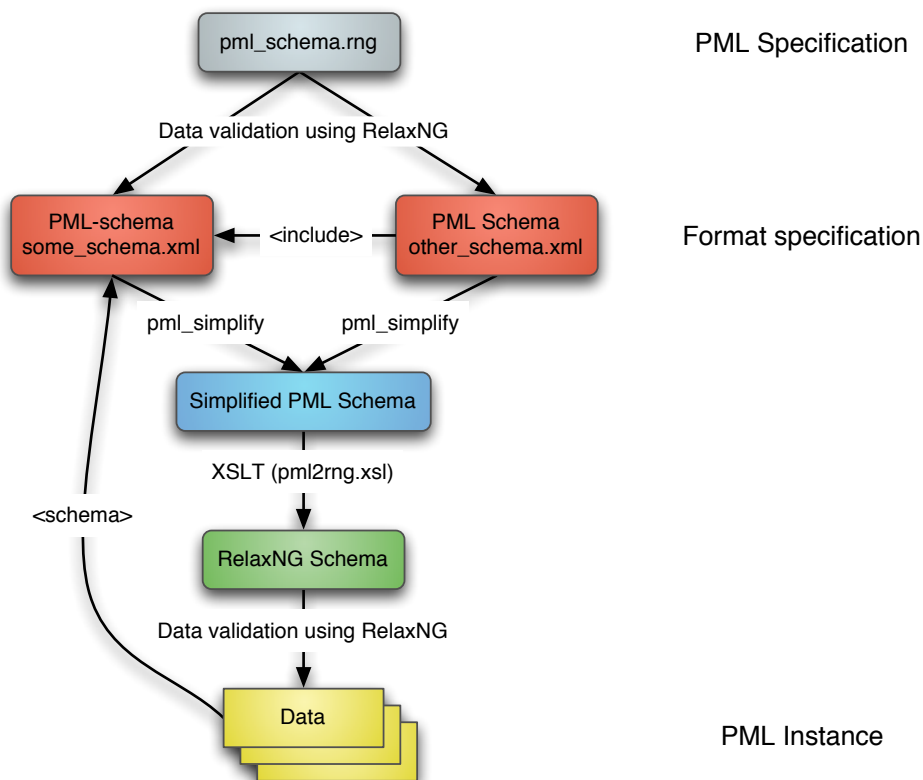 pml_schema.rng
PML Specification
Data validation using RelaxNG
PML-schema
some_schema.xml
<include>
PML Schema
other_schema.xml
Format specification
pml_simplify
pml_simplify
Simplified PML Schema
XSLT (pml2rng.xsl)
<schema>
RelaxNG Schema
Data validation using RelaxNG
Data
PML Instance